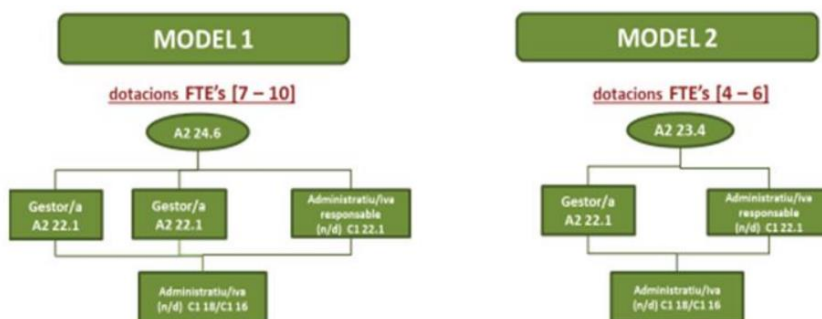 MODEL 1
dotacions FTE's [7 – 10]
A2 24.6
Gestor/a
A2 22.1
Gestor/a
A2 22.1
Administratiu/iva
responsable
(n/d) C1 22.1
Administratiu/iva
(n/d) C1 18/C1 16
MODEL 2
dotacions FTE's [4 – 6]
A2 23.4
Gestor/a
A2 22.1
Administratiu/iva
responsable
(n/d) C1 22.1
Administratiu/iva
(n/d) C1 18/C1 16